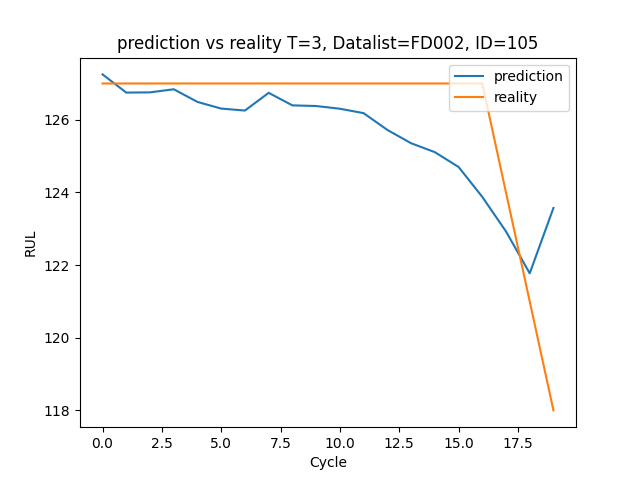 prediction vs reality T=3, Datalist=FD002, ID=105
prediction
reality
126
124
122
120
118
RUL
0.0 2.5 5.0 7.5 10.0 12.5 15.0 17.5
Cycle